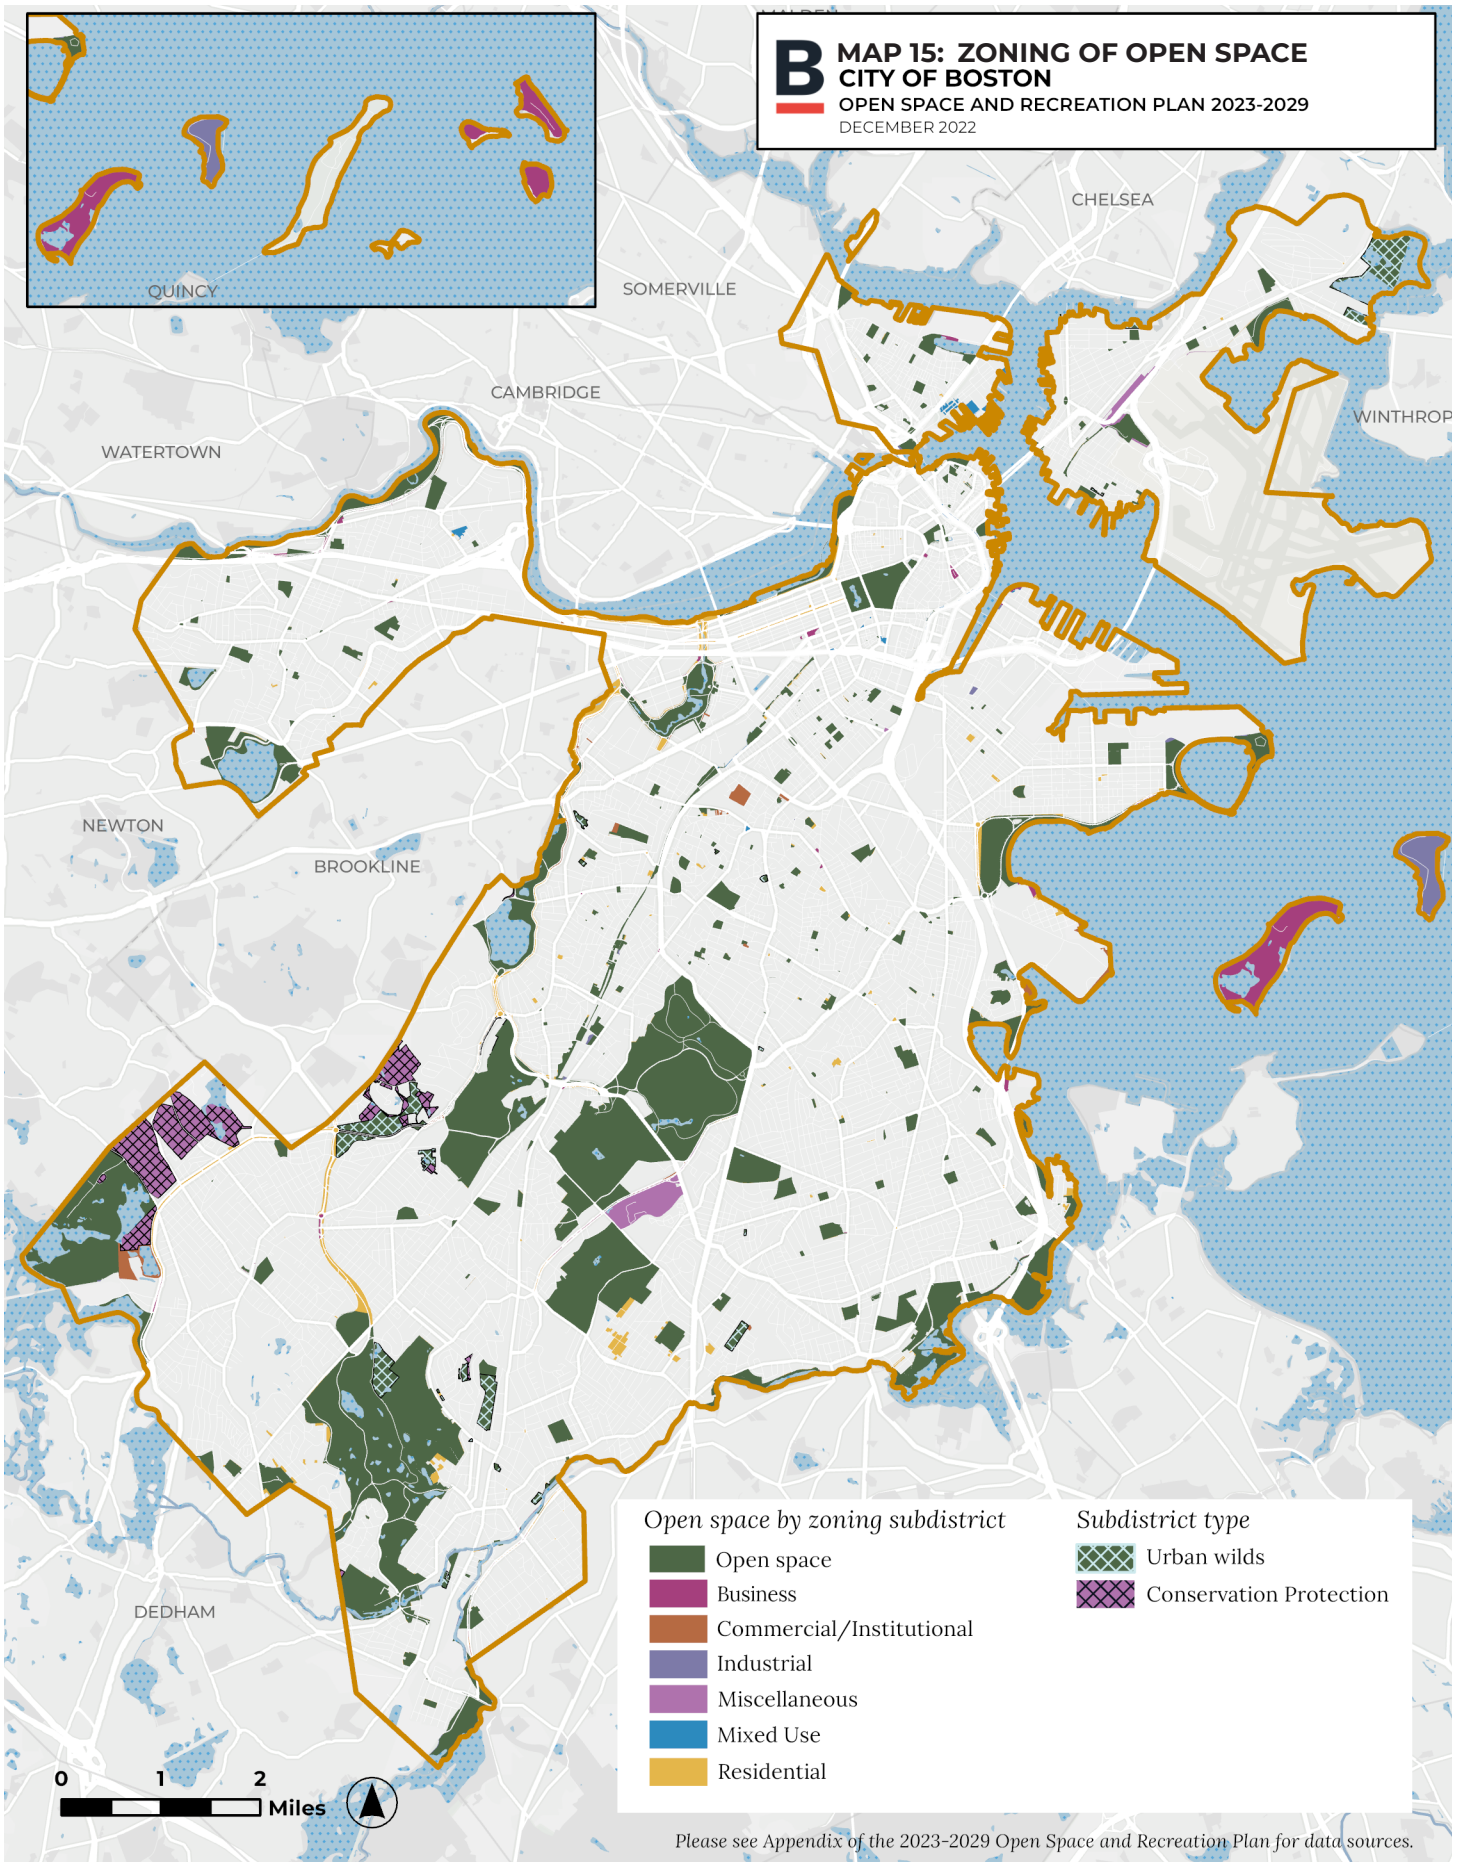 B
MAP 15: ZONING OF OPEN SPACE
CITY OF BOSTON
OPEN SPACE AND RECREATION PLAN 2023-2029
DECEMBER 2022
MALDEN
CHELSEA
QUINCY
SOMERVILLE
CAMBRIDGE
WINTHROP
WATERTOWN
NEWTON
BROOKLINE
DEDHAM
Open space by zoning subdistrict
Open space
Business
Commercial/Institutional
Industrial
Miscellaneous
Mixed Use
Residential
Subdistrict type
Urban wilds
Conservation Protection
0 1 2
Miles
Please see Appendix of the 2023-2029 Open Space and Recreation Plan for data sources.